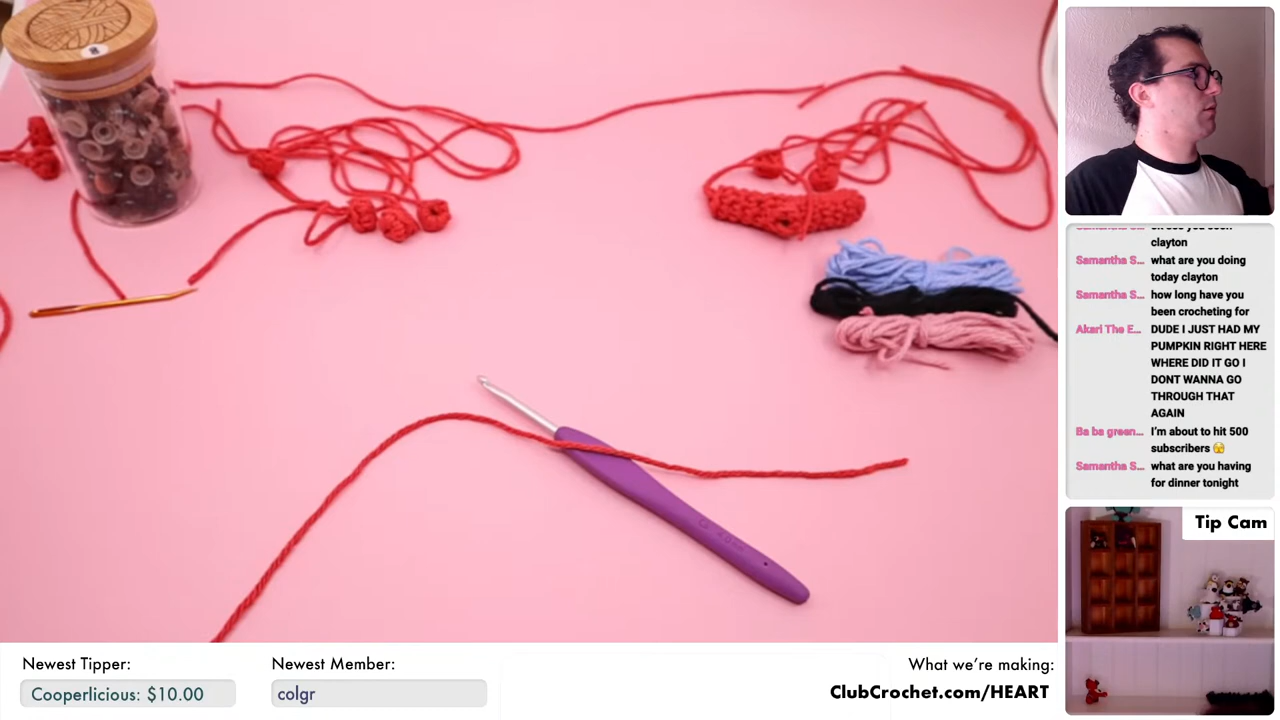 clayton
Samantha S... what are you doing
today clayton
Samantha S... how long have you
been crocheting for
Akari The E... DUDE I JUST HAD MY
PUMPKIN RIGHT HERE
WHERE DID IT GO I
DONT WANNA GO
THROUGH THAT
AGAIN
Ba ba green... I'm about to hit 500
subscribers 🫣
Samantha S... what are you having
for dinner tonight
Tip Cam
Newest Tipper:
Cooperlicious: $10.00
Newest Member:
colgr
What we're making:
ClubCrochet.com/HEART